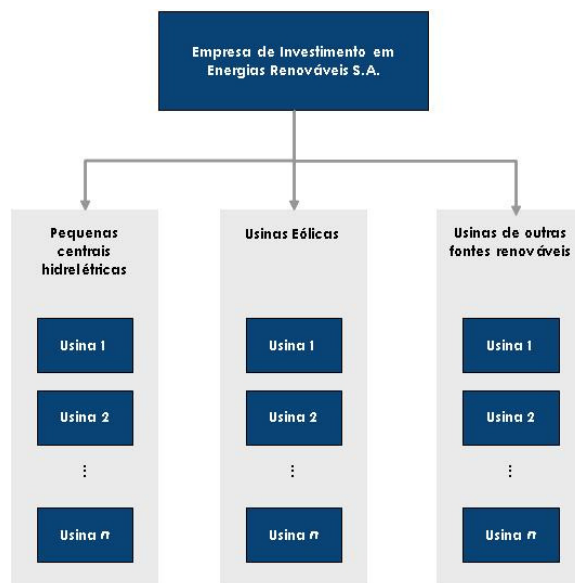 Empresa de Investimento em
Energias Renováveis S.A.
Pequenas
centrais
hidrelétricas
Usina 1
Usina 2
⋮
Usina n
Usinas Eólicas
Usina 1
Usina 2
⋮
Usina n
Usinas de outras
fontes renováveis
Usina 1
Usina 2
⋮
Usina n